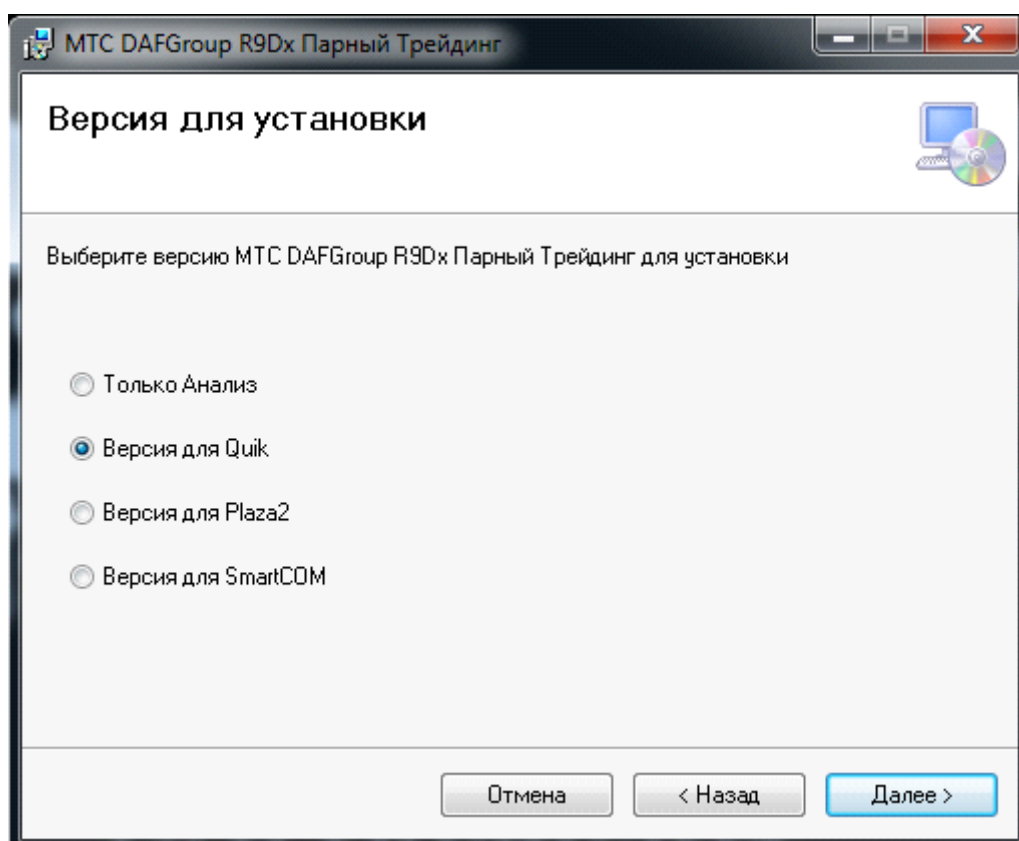 МТС DAFGroup R9Dx Парный Трейдинг
Версия для установки
Выберите версию МТС DAFGroup R9Dx Парный Трейдинг для установки
Только Анализ
Версия для Quik
Версия для Plaza2
Версия для SmartCOM
Отмена
< Назад
Далее >